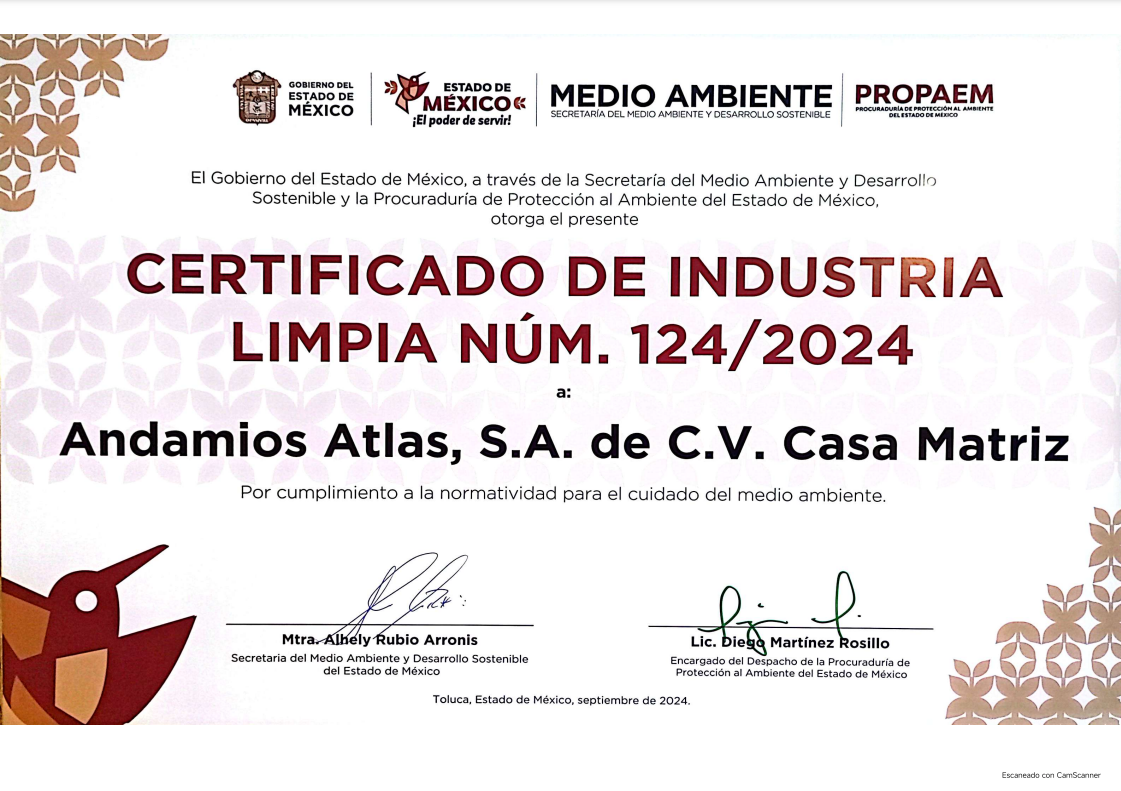 GOBIERNO DEL
ESTADO DE
MÉXICO
ESTADO DE
MÉXICO
¡El poder de servir!
MEDIO AMBIENTE
SECRETARÍA DEL MEDIO AMBIENTE Y DESARROLLO SOSTENIBLE
PROPAEM
PROCURADURÍA DE PROTECCIÓN AL AMBIENTE
DEL ESTADO DE MÉXICO
El Gobierno del Estado de México, a través de la Secretaría del Medio Ambiente y Desarrollo
Sostenible y la Procuraduría de Protección al Ambiente del Estado de México,
otorga el presente
CERTIFICADO DE INDUSTRIA
LIMPIA NÚM. 124/2024
a:
Andamios Atlas, S.A. de C.V. Casa Matriz
Por cumplimiento a la normatividad para el cuidado del medio ambiente.
Mtra. Alhely Rubio Arronis
Secretaria del Medio Ambiente y Desarrollo Sostenible
del Estado de México
Lic. Diego Martínez Rosillo
Encargado del Despacho de la Procuraduría de
Protección al Ambiente del Estado de México
Toluca, Estado de México, septiembre de 2024.
Escaneado con CamScanner